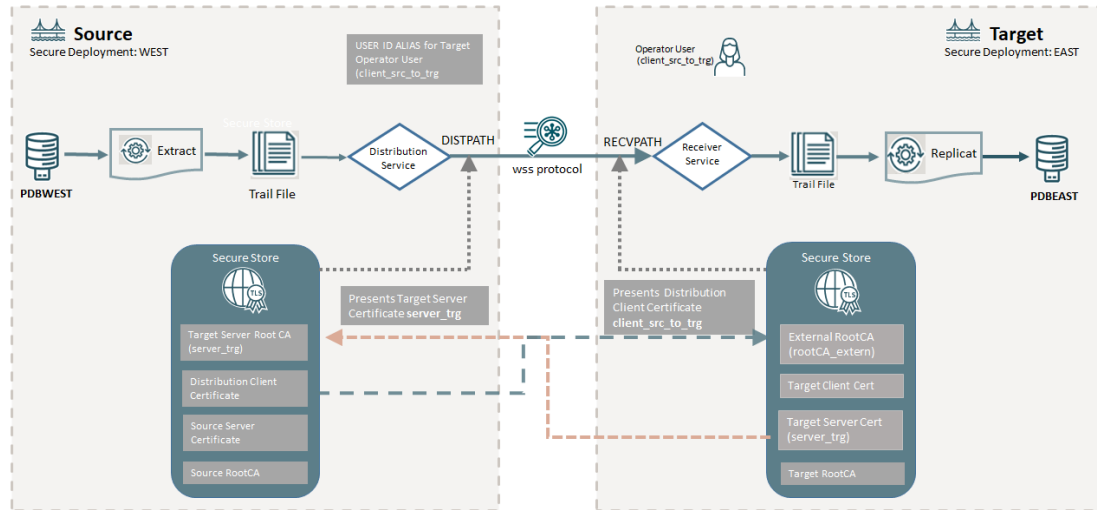 Source
Secure Deployment: WEST
USER ID ALIAS for Target
Operator User
(client_src_to_trg
Operator User
(client_src_to_trg)
Target
Secure Deployment: EAST
Secure Store
Extract
Trail File
PDBWEST
Distribution
Service
DISTPATH
wss protocol
RECVPATH
Receiver
Service
Trail File
Replicat
PDBEAST
Secure Store
TLS
Target Server Root CA
(server_trg)
Distribution Client
Certificate
Source Server
Certificate
Source RootCA
Presents Target Server
Certificate server_trg
Presents Distribution
Client Certificate
client_src_to_trg
Secure Store
TLS
External RootCA
(rootCA_extern)
Target Client Cert
Target Server Cert
(server_trg)
Target RootCA